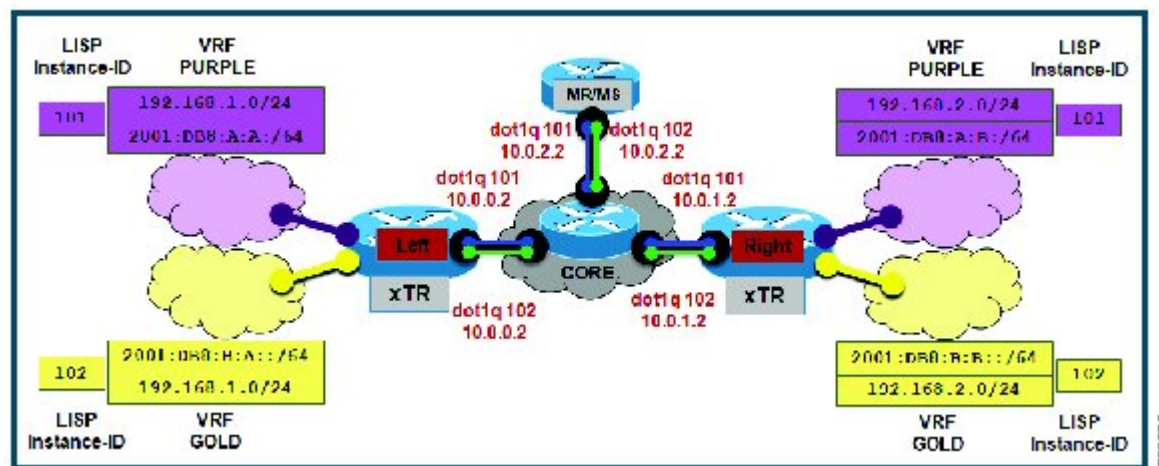 LISP
Instance-ID
VRF
PURPLE
101
192.168.1.0/24
2001:DB8:A:A:/64
MR/MS
dot1q 101
10.0.2.2
dot1q 102
10.0.2.2
VRF
PURPLE
LISP
Instance-ID
192.168.2.0/24
2001:DB8:A:B:/64
101
dot1q 101
10.0.0.2
dot1q 101
10.0.1.2
Left
xTR
CORE
Right
xTR
dot1q 102
10.0.0.2
dot1q 102
10.0.1.2
102
2001:DB8:B:A::/64
192.168.1.0/24
LISP
Instance-ID
VRF
GOLD
2001:DB8:B:B::/64
192.168.2.0/24
102
VRF
GOLD
LISP
Instance-ID